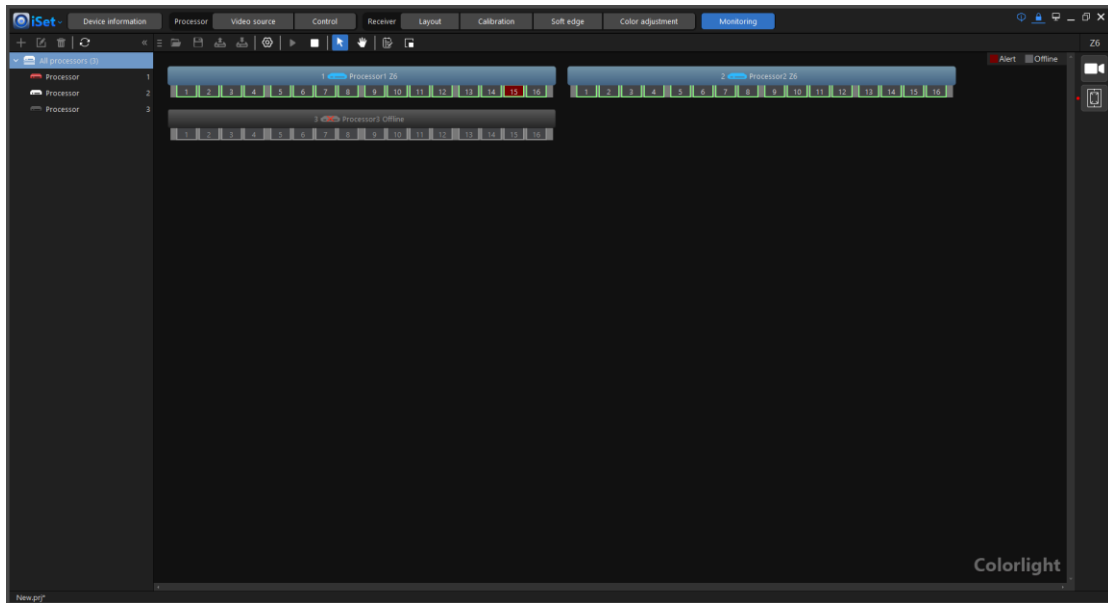 iSet Device information Processor Video source Control Receiver Layout Calibration Soft edge Color adjustment Monitoring
Z6
All processors (3)
Processor 1
Processor 2
Processor 3
Alert Offline
1 Processor1 Z6
1 2 3 4 5 6 7 8 9 10 11 12 13 14 15 16
2 Processor2 Z6
1 2 3 4 5 6 7 8 9 10 11 12 13 14 15 16
3 Processor3 Offline
1 2 3 4 5 6 7 8 9 10 11 12 13 14 15 16
Colorlight
New.prj*